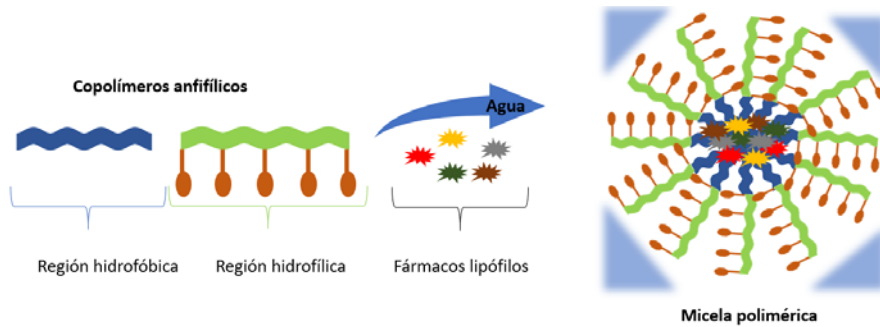 Copolímeros anfifílicos
Agua
Región hidrofóbica
Región hidrofílica
Fármacos lipófilos
Micela polimérica